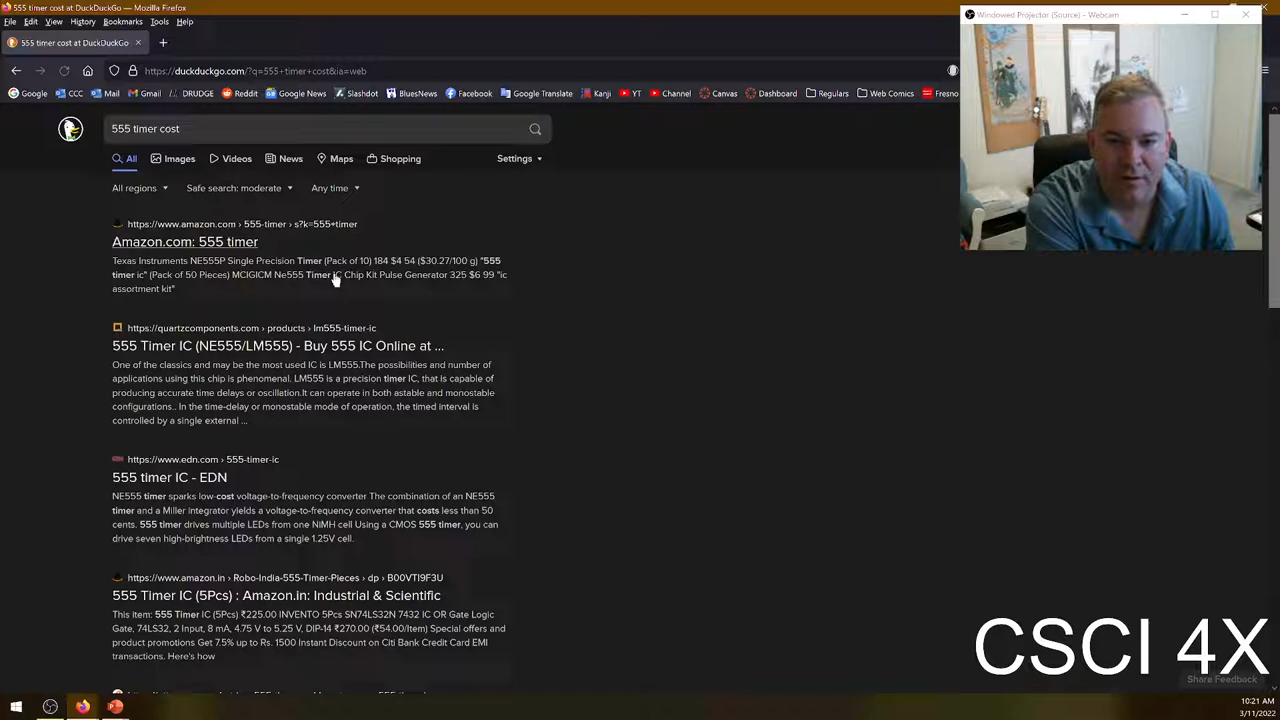 555 timer cost at DuckDuckGo — Mozilla Firefox
File Edit View History Bookmarks Tools Help
555 timer cost at DuckDuckGo
https://duckduckgo.com/?q=555+timer+cost&ia=web
Google CCC Mail Gmail DRUDGE Reddit Google News Slashdot BluesNews Facebook Google Translate Kanji YT Channel Canvas Dashboard Regulars Web Comics Fresno
Windowed Projector (Source) - Webcam
555 timer cost
All Images Videos News Maps Shopping Settings
All regions Safe search: moderate Any time
https://www.amazon.com › 555-timer › s?k=555+timer
Amazon.com: 555 timer
Texas Instruments NE555P Single Precision Timer (Pack of 10) 184 $4 54 ($30.27/100 g) "555
timer ic" (Pack of 50 Pieces) MCIGICM Ne555 Timer IC Chip Kit Pulse Generator 325 $6 99 "ic
assortment kit"
https://quartzcomponents.com › products › lm555-timer-ic
555 Timer IC (NE555/LM555) - Buy 555 IC Online at ...
One of the classics and may be the most used IC is LM555.The possibilities and number of
applications using this chip is phenomenal. LM555 is a precision timer IC, that is capable of
producing accurate time delays or oscillation.It can operate in both astable and monostable
configurations.. In the time-delay or monostable mode of operation, the timed interval is
controlled by a single external ...
https://www.edn.com › 555-timer-ic
555 timer IC - EDN
NE555 timer sparks low-cost voltage-to-frequency converter The combination of an NE555
timer and a Miller integrator yields a voltage-to-frequency converter that costs less than 50
cents. 555 timer drives multiple LEDs from one NiMH cell Using a CMOS 555 timer, you can
drive seven high-brightness LEDs from a single 1.25V cell.
https://www.amazon.in › Robo-India-555-Timer-Pieces › dp › B00VTI9F3U
555 Timer IC (5Pcs) : Amazon.in: Industrial & Scientific
This item: 555 Timer IC (5Pcs) ₹225.00 INVENTO 5Pcs SN74LS32N 7432 IC OR Gate Logic
Gate, 74LS32, 2 Input, 8 mA, 4.75 V to 5.25 V, DIP-14 ₹270.00 (₹54.00/Item) Special offers and
product promotions Get 7.5% up to Rs. 1500 Instant Discount on Citi Bank Credit Card EMI
transactions. Here's how
CSCI 4X
Share Feedback
10:21 AM
3/11/2022